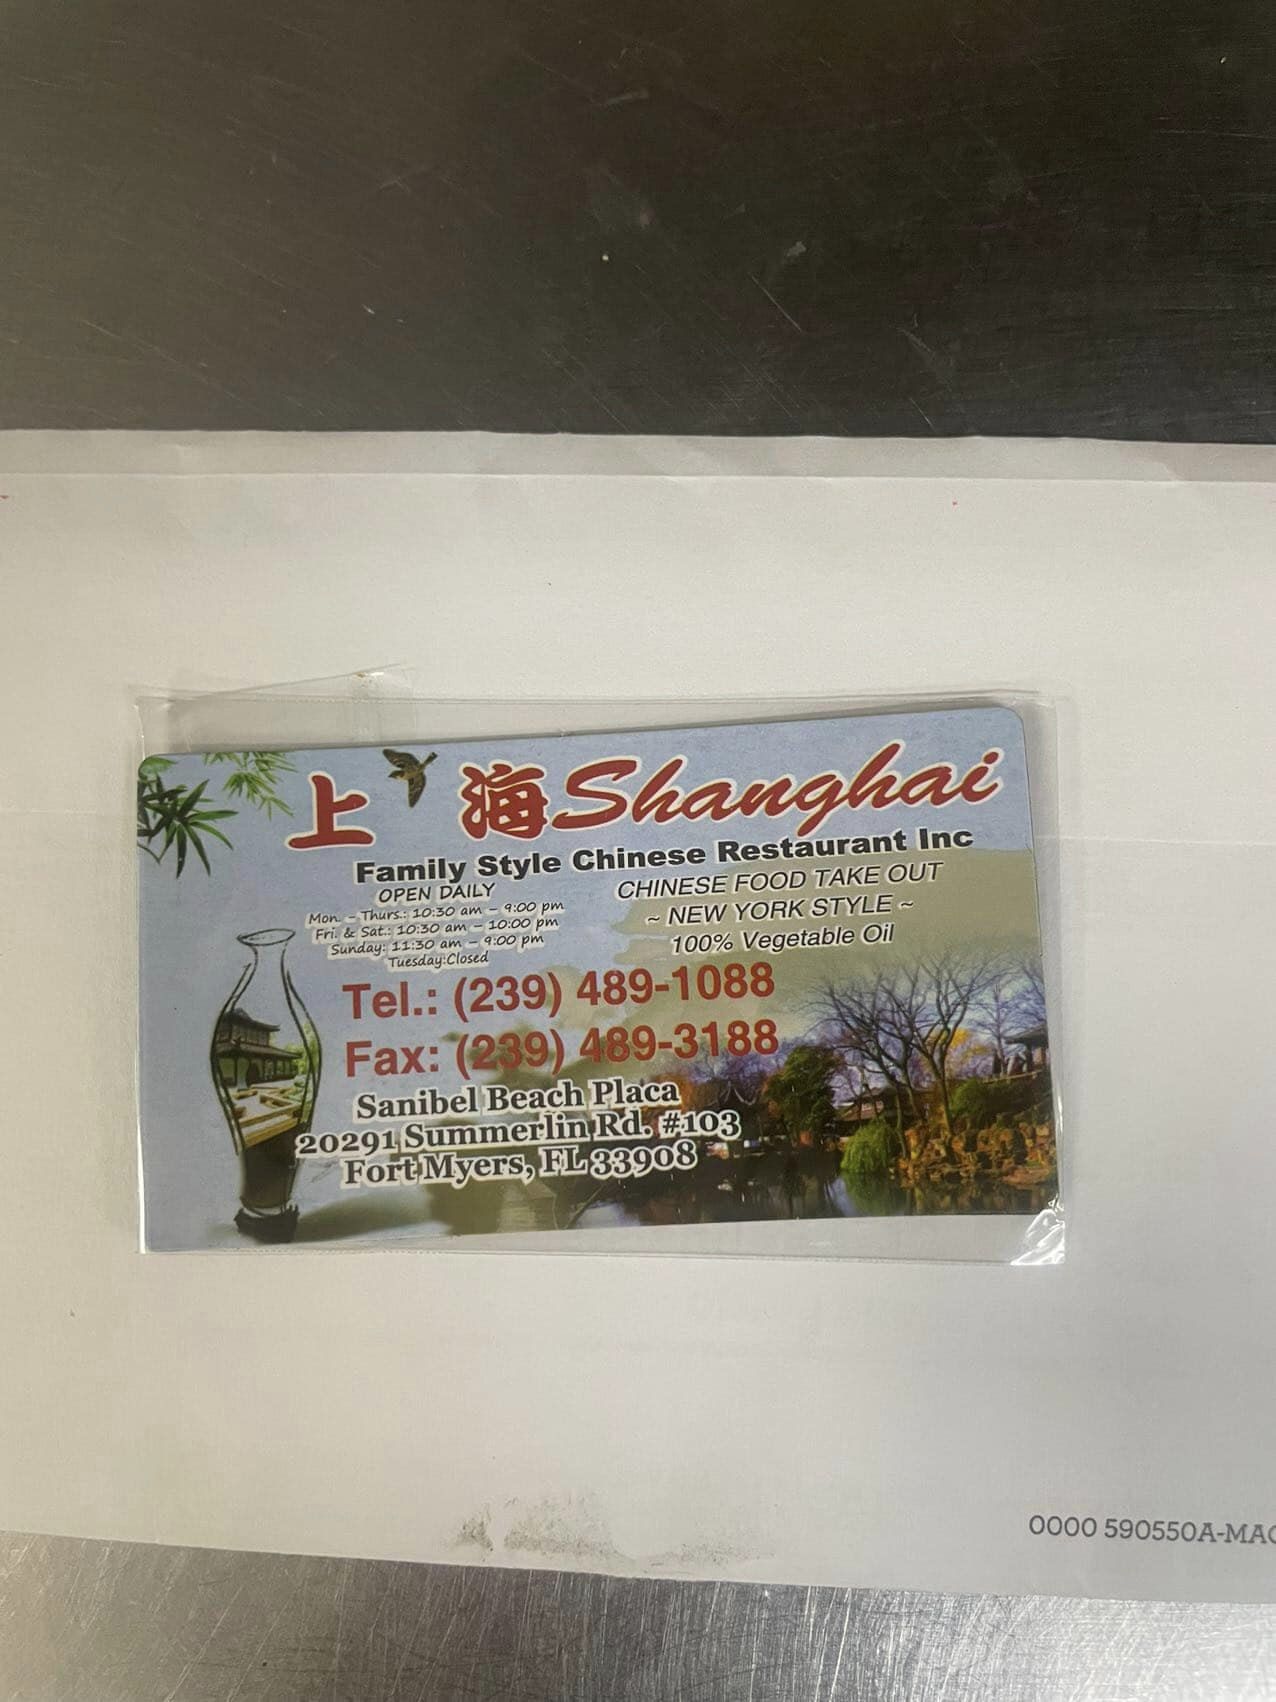 上 海 Shanghai
Family Style Chinese Restaurant Inc
OPEN DAILY
Mon. - Thurs.: 10:30 am - 9:00 pm
Fri. & Sat.: 10:30 am - 10:00 pm
Sunday: 11:30 am - 9:00 pm
Tuesday:Closed
CHINESE FOOD TAKE OUT
~ NEW YORK STYLE ~
100% Vegetable Oil
Tel.: (239) 489-1088
Fax: (239) 489-3188
Sanibel Beach Placa
20291 Summerlin Rd. #103
Fort Myers, FL 33908
0000 590550A-MA